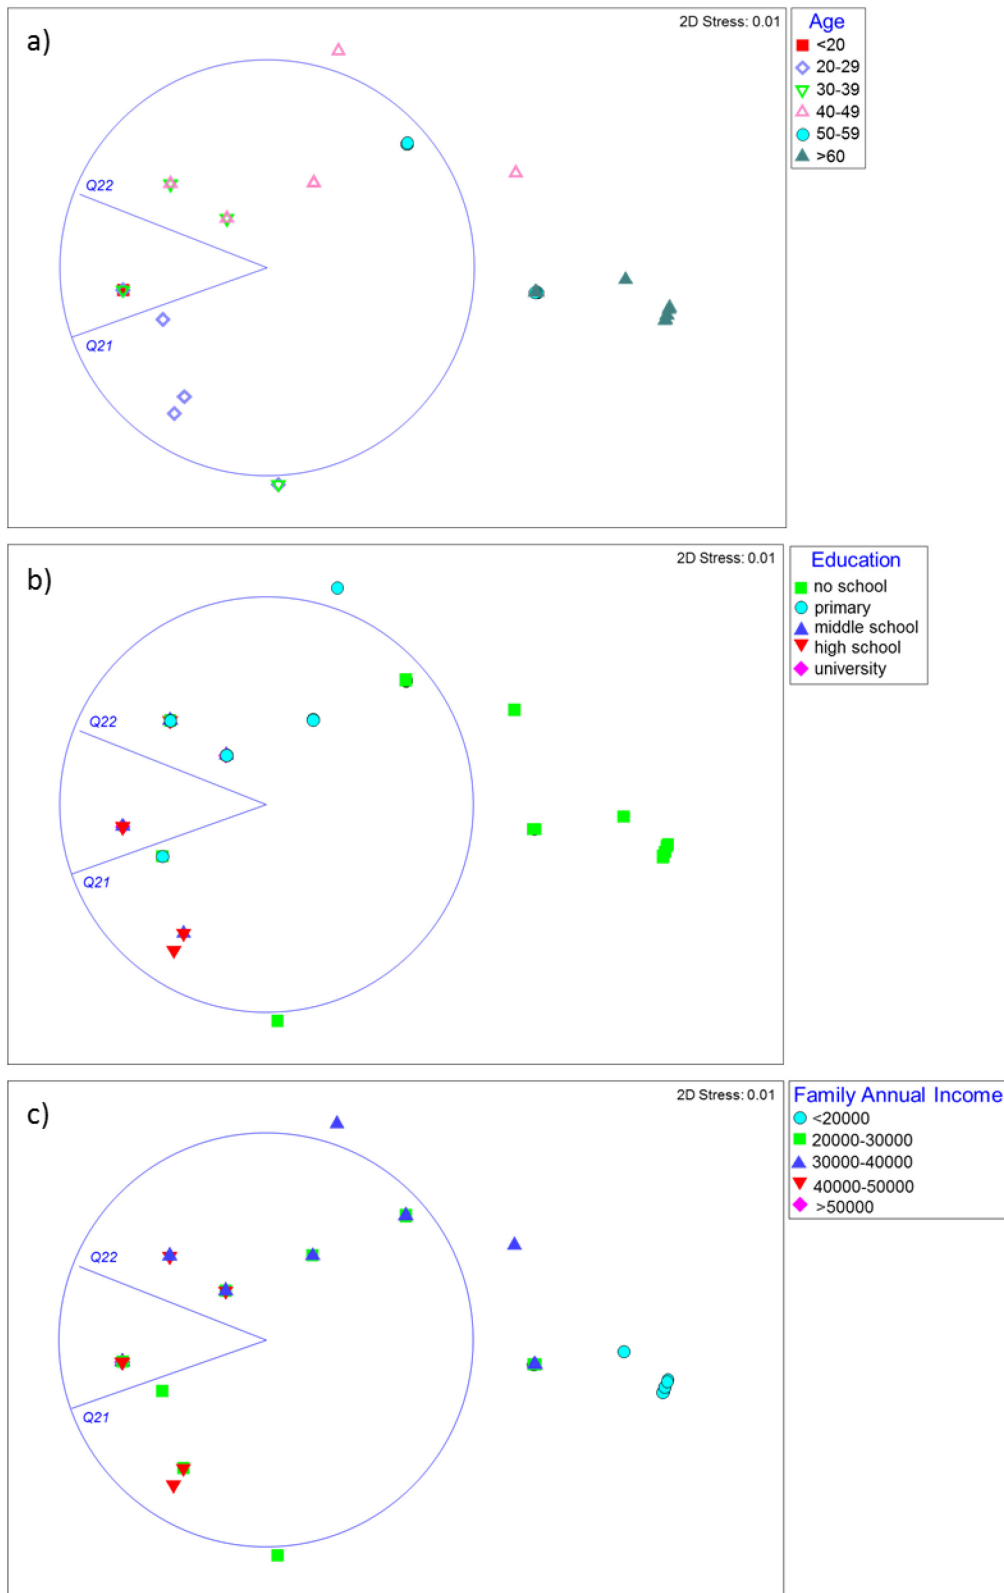 a)
2D Stress: 0.01
Age
<20
20-29
30-39
40-49
50-59
>60
Q22
Q21
b)
2D Stress: 0.01
Education
no school
primary
middle school
high school
university
Q22
Q21
c)
2D Stress: 0.01
Family Annual Income
<20000
20000-30000
30000-40000
40000-50000
>50000
Q22
Q21